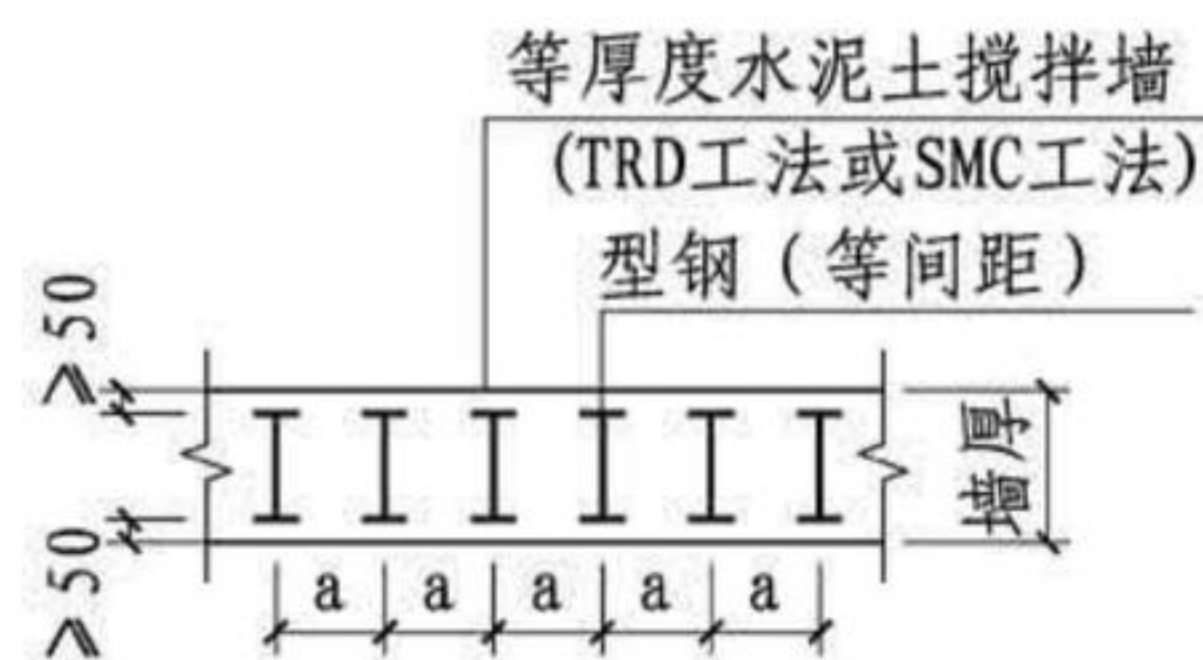 等厚度水泥土搅拌墙
(TRD工法或SMC工法)
型钢（等间距）
≥50
≥50
墙厚
a a a a a